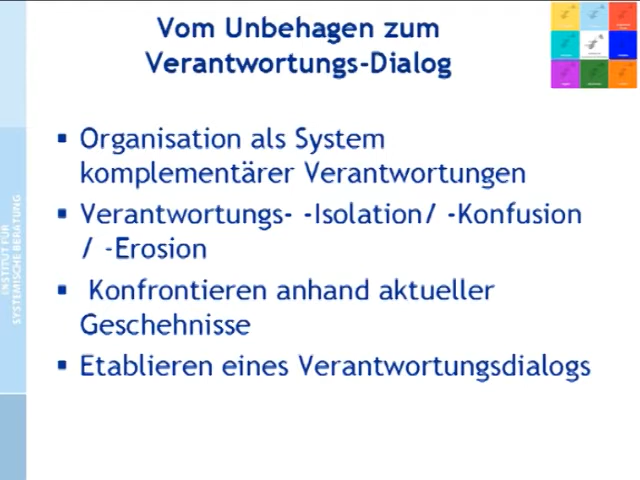 Vom Unbehagen zum
Verantwortungs-Dialog
▪ Organisation als System
komplementärer Verantwortungen
▪ Verantwortungs- -Isolation/ -Konfusion
/ -Erosion
▪ Konfrontieren anhand aktueller
Geschehnisse
▪ Etablieren eines Verantwortungsdialogs
INSTITUT FÜR
SYSTEMISCHE BERATUNG